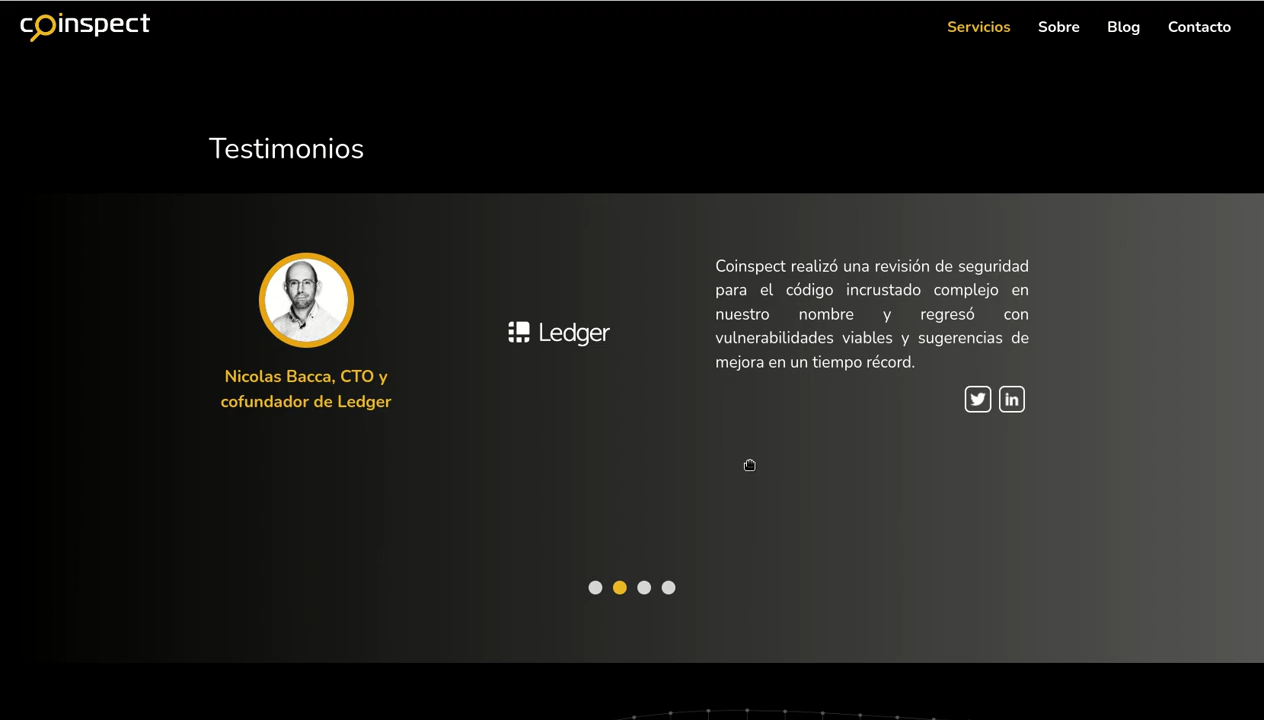 coinspect
Servicios Sobre Blog Contacto
Testimonios
Nicolas Bacca, CTO y
cofundador de Ledger
Ledger
Coinspect realizó una revisión de seguridad
para el código incrustado complejo en
nuestro nombre y regresó con
vulnerabilidades viables y sugerencias de
mejora en un tiempo récord.
in